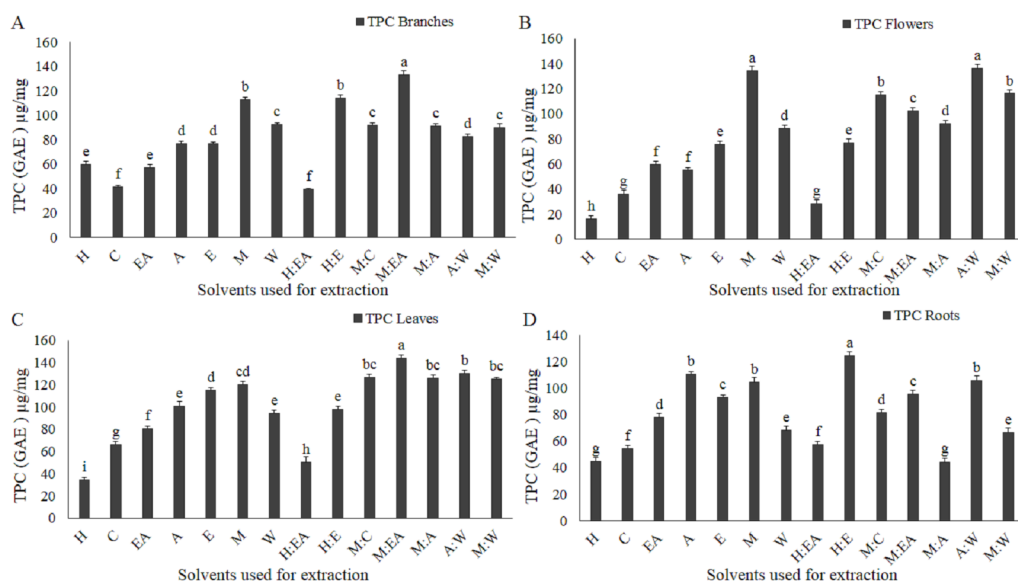 A
TPC Branches
TPC (GAE ) µg/mg
160
140
120
100
80
60
40
20
0
e f e d d b c f b c a c d c
H C EA A E M W H:EA H:E M:C M:EA M:A A:W M:W
Solvents used for extraction
B
TPC Flowers
TPC (GAE ) µg/mg
160
140
120
100
80
60
40
20
0
h g f f e a d g e b c d a b
H C EA A E M W H:EA H:E M:C M:EA M:A A:W M:W
Solvents used for extraction
C
TPC Leaves
TPC (GAE ) µg/mg
160
140
120
100
80
60
40
20
0
i g f e d cd e h e bc a bc b bc
H C EA A E M W H:EA H:E M:C M:EA M:A A:W M:W
Solvents used for extraction
D
TPC Roots
TPC (GAE ) µg/mg
140
120
100
80
60
40
20
0
g f d b c b e f a d c g b e
H C EA A E M W H:EA H:E M:C M:EA M:A A:W M:W
Solvents used for extraction